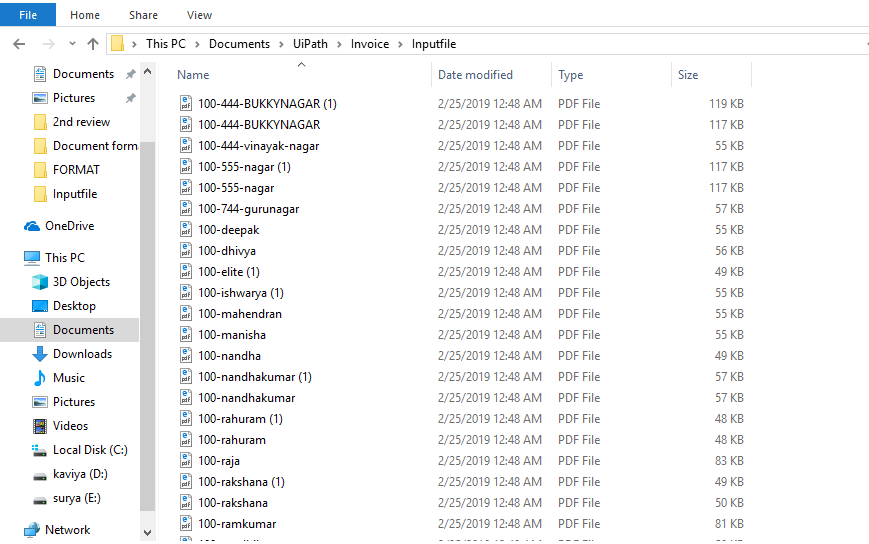 File Home Share View
This PC > Documents > UiPath > Invoice > Inputfile
Documents
Pictures
2nd review
Document form
FORMAT
Inputfile
OneDrive
This PC
3D Objects
Desktop
Documents
Downloads
Music
Pictures
Videos
Local Disk (C:)
kaviya (D:)
surya (E:)
Network
Name Date modified Type Size
100-444-BUKKYNAGAR (1) 2/25/2019 12:48 AM PDF File 119 KB
100-444-BUKKYNAGAR 2/25/2019 12:48 AM PDF File 117 KB
100-444-vinayak-nagar 2/25/2019 12:48 AM PDF File 55 KB
100-555-nagar (1) 2/25/2019 12:48 AM PDF File 117 KB
100-555-nagar 2/25/2019 12:48 AM PDF File 117 KB
100-744-gurunagar 2/25/2019 12:48 AM PDF File 57 KB
100-deepak 2/25/2019 12:48 AM PDF File 55 KB
100-dhivya 2/25/2019 12:48 AM PDF File 56 KB
100-elite (1) 2/25/2019 12:48 AM PDF File 49 KB
100-ishwarya (1) 2/25/2019 12:48 AM PDF File 55 KB
100-mahendran 2/25/2019 12:48 AM PDF File 55 KB
100-manisha 2/25/2019 12:48 AM PDF File 55 KB
100-nandha 2/25/2019 12:48 AM PDF File 49 KB
100-nandhakumar (1) 2/25/2019 12:48 AM PDF File 57 KB
100-nandhakumar 2/25/2019 12:48 AM PDF File 57 KB
100-rahuram (1) 2/25/2019 12:48 AM PDF File 48 KB
100-rahuram 2/25/2019 12:48 AM PDF File 48 KB
100-raja 2/25/2019 12:48 AM PDF File 83 KB
100-rakshana (1) 2/25/2019 12:48 AM PDF File 49 KB
100-rakshana 2/25/2019 12:48 AM PDF File 50 KB
100-ramkumar 2/25/2019 12:48 AM PDF File 81 KB